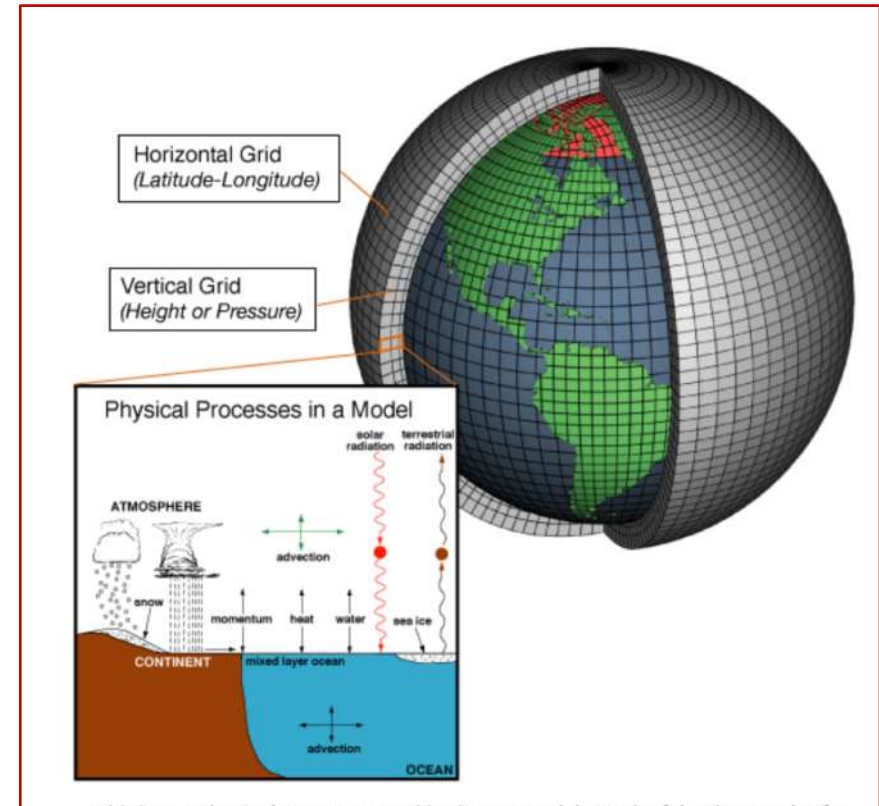 Horizontal Grid
(Latitude-Longitude)
Vertical Grid
(Height or Pressure)
Physical Processes in a Model
solar radiation
terrestrial radiation
ATMOSPHERE
advection
snow
momentum
heat
water
sea ice
CONTINENT
mixed layer ocean
advection
OCEAN